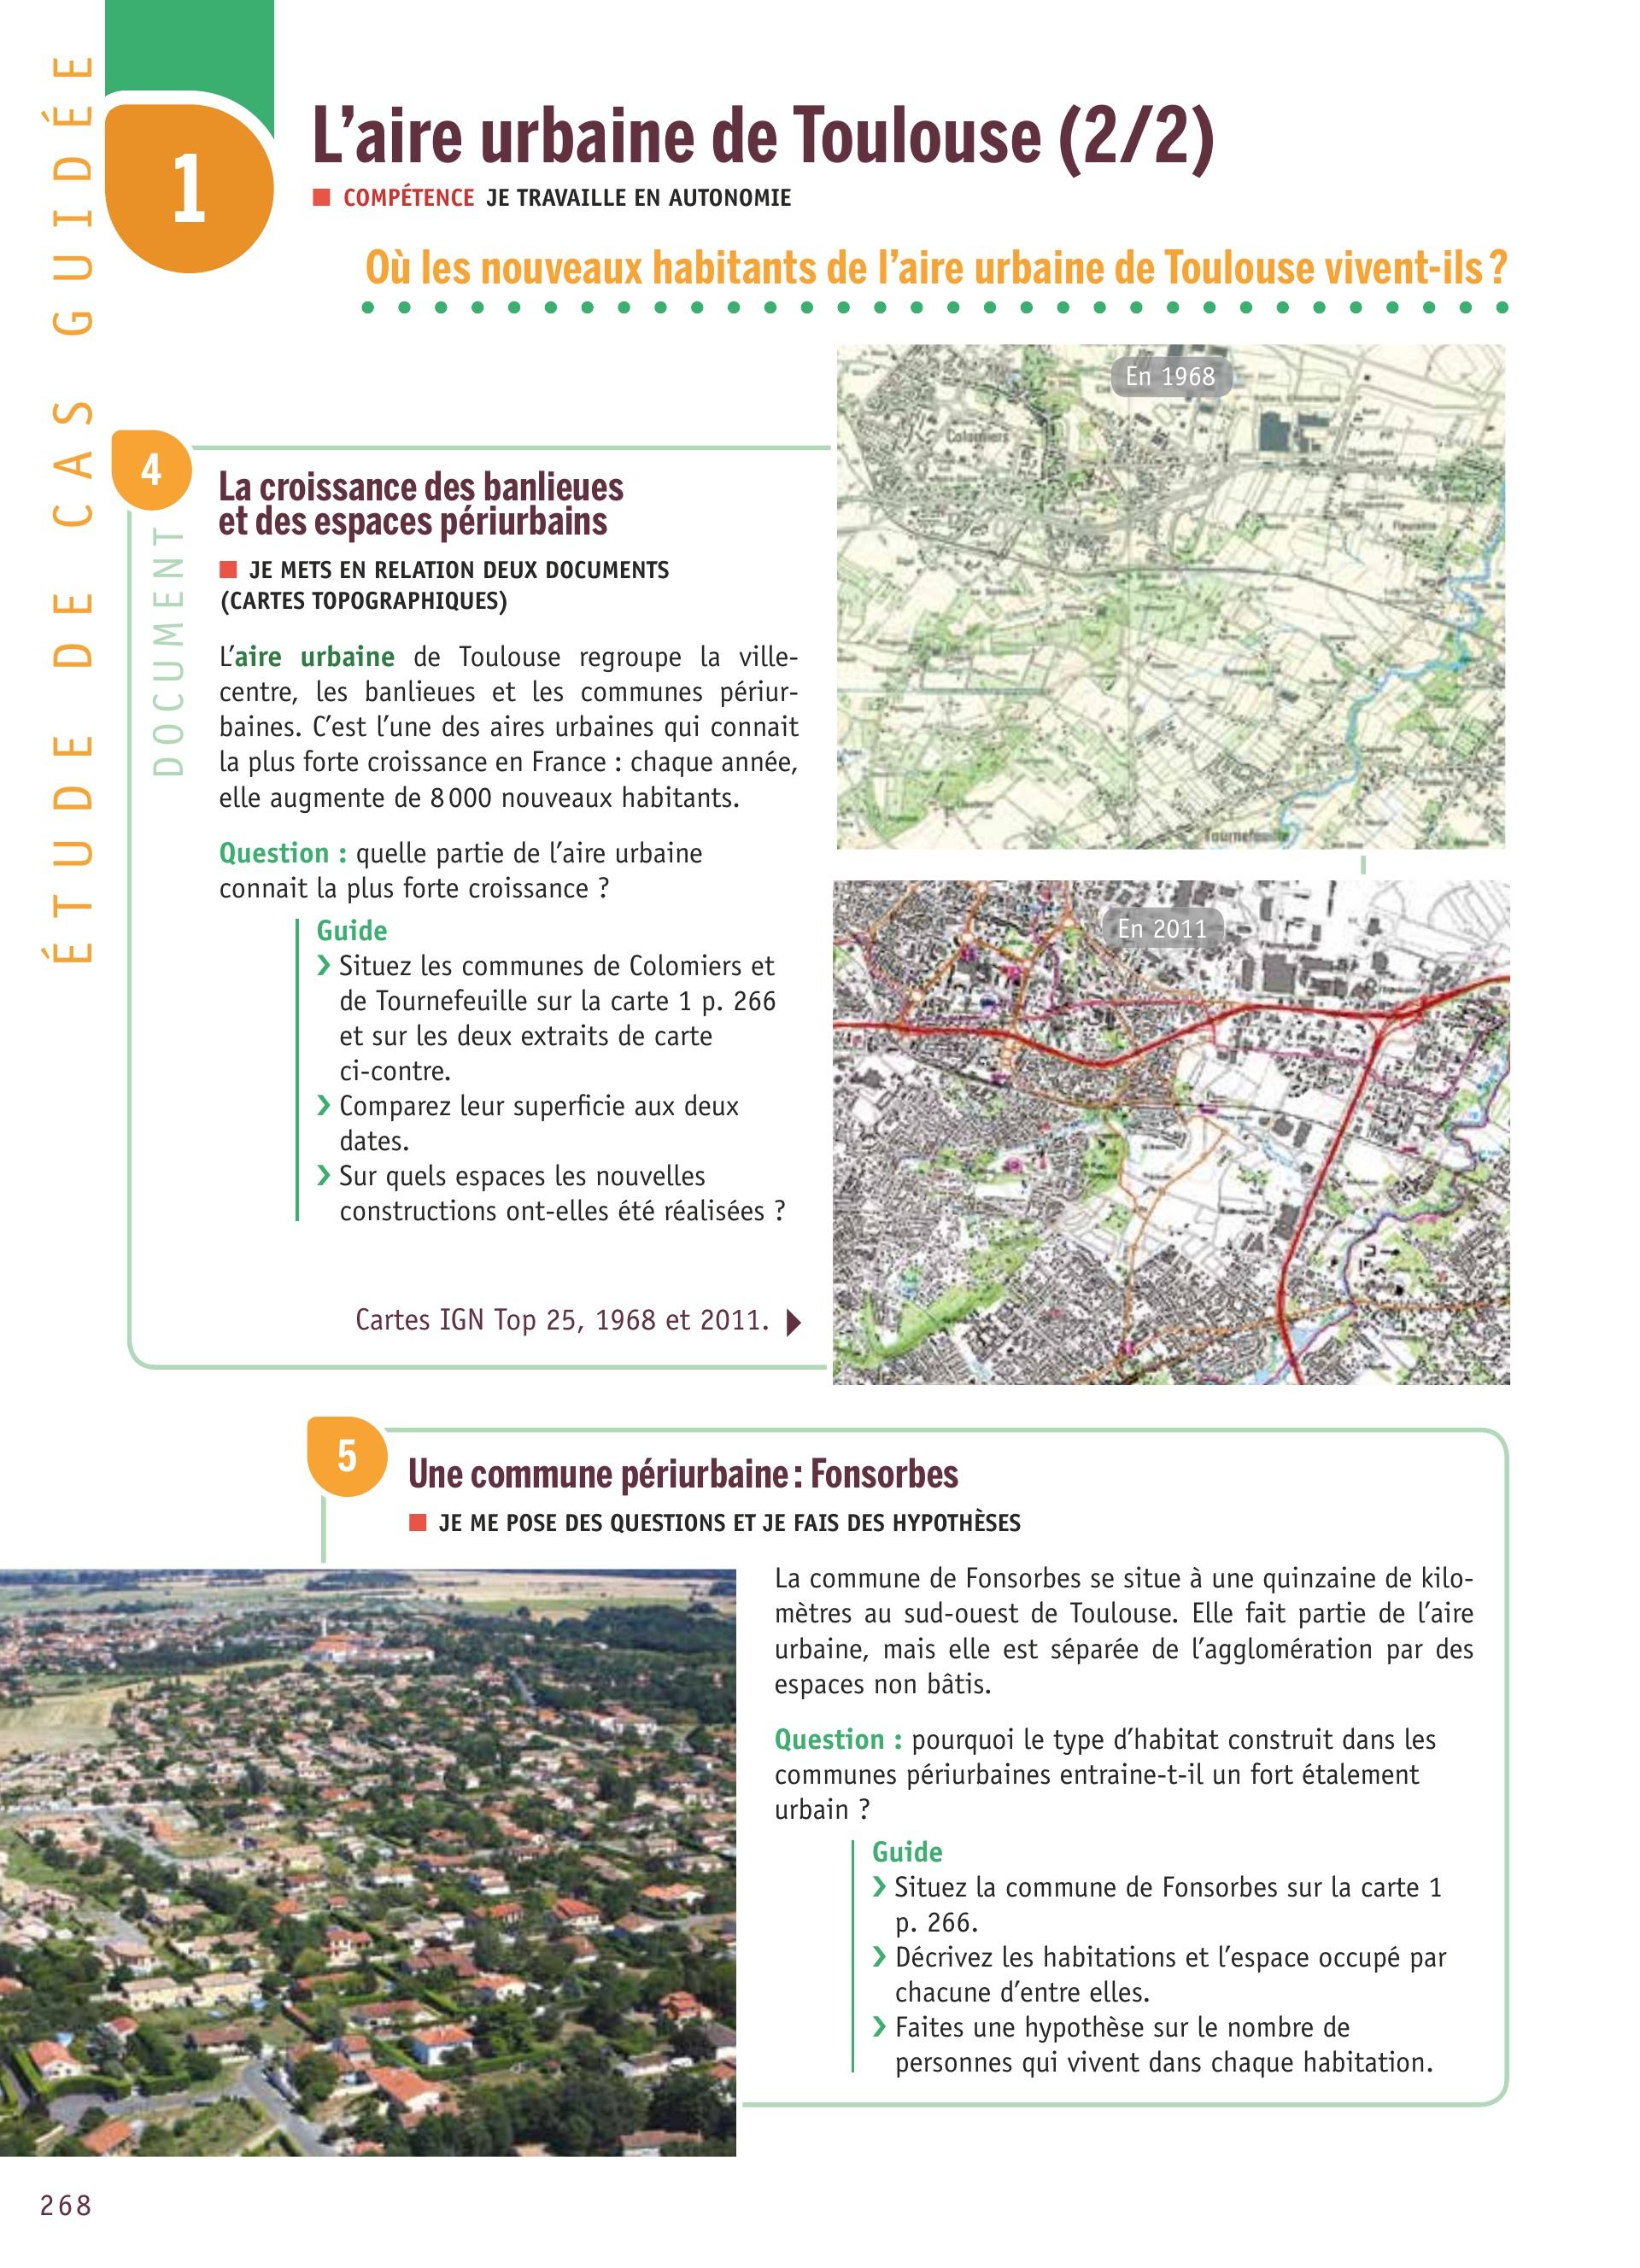 ÉTUDE DE CAS GUIDÉE
1
L'aire urbaine de Toulouse (2/2)
COMPÉTENCE JE TRAVAILLE EN AUTONOMIE
Où les nouveaux habitants de l'aire urbaine de Toulouse vivent-ils ?
En 1968
Colomiers
Tournefeuille
4
DOCUMENT
La croissance des banlieues
et des espaces périurbains
JE METS EN RELATION DEUX DOCUMENTS
(CARTES TOPOGRAPHIQUES)
L'aire urbaine de Toulouse regroupe la ville-
centre, les banlieues et les communes périur-
baines. C'est l'une des aires urbaines qui connait
la plus forte croissance en France : chaque année,
elle augmente de 8 000 nouveaux habitants.
Question : quelle partie de l'aire urbaine
connait la plus forte croissance ?
Guide
› Situez les communes de Colomiers et
de Tournefeuille sur la carte 1 p. 266
et sur les deux extraits de carte
ci-contre.
› Comparez leur superficie aux deux
dates.
› Sur quels espaces les nouvelles
constructions ont-elles été réalisées ?
Cartes IGN Top 25, 1968 et 2011.
En 2011
5
Une commune périurbaine : Fonsorbes
JE ME POSE DES QUESTIONS ET JE FAIS DES HYPOTHÈSES
La commune de Fonsorbes se situe à une quinzaine de kilo-
mètres au sud-ouest de Toulouse. Elle fait partie de l'aire
urbaine, mais elle est séparée de l'agglomération par des
espaces non bâtis.
Question : pourquoi le type d'habitat construit dans les
communes périurbaines entraine-t-il un fort étalement
urbain ?
Guide
› Situez la commune de Fonsorbes sur la carte 1
p. 266.
› Décrivez les habitations et l'espace occupé par
chacune d'entre elles.
› Faites une hypothèse sur le nombre de
personnes qui vivent dans chaque habitation.
268